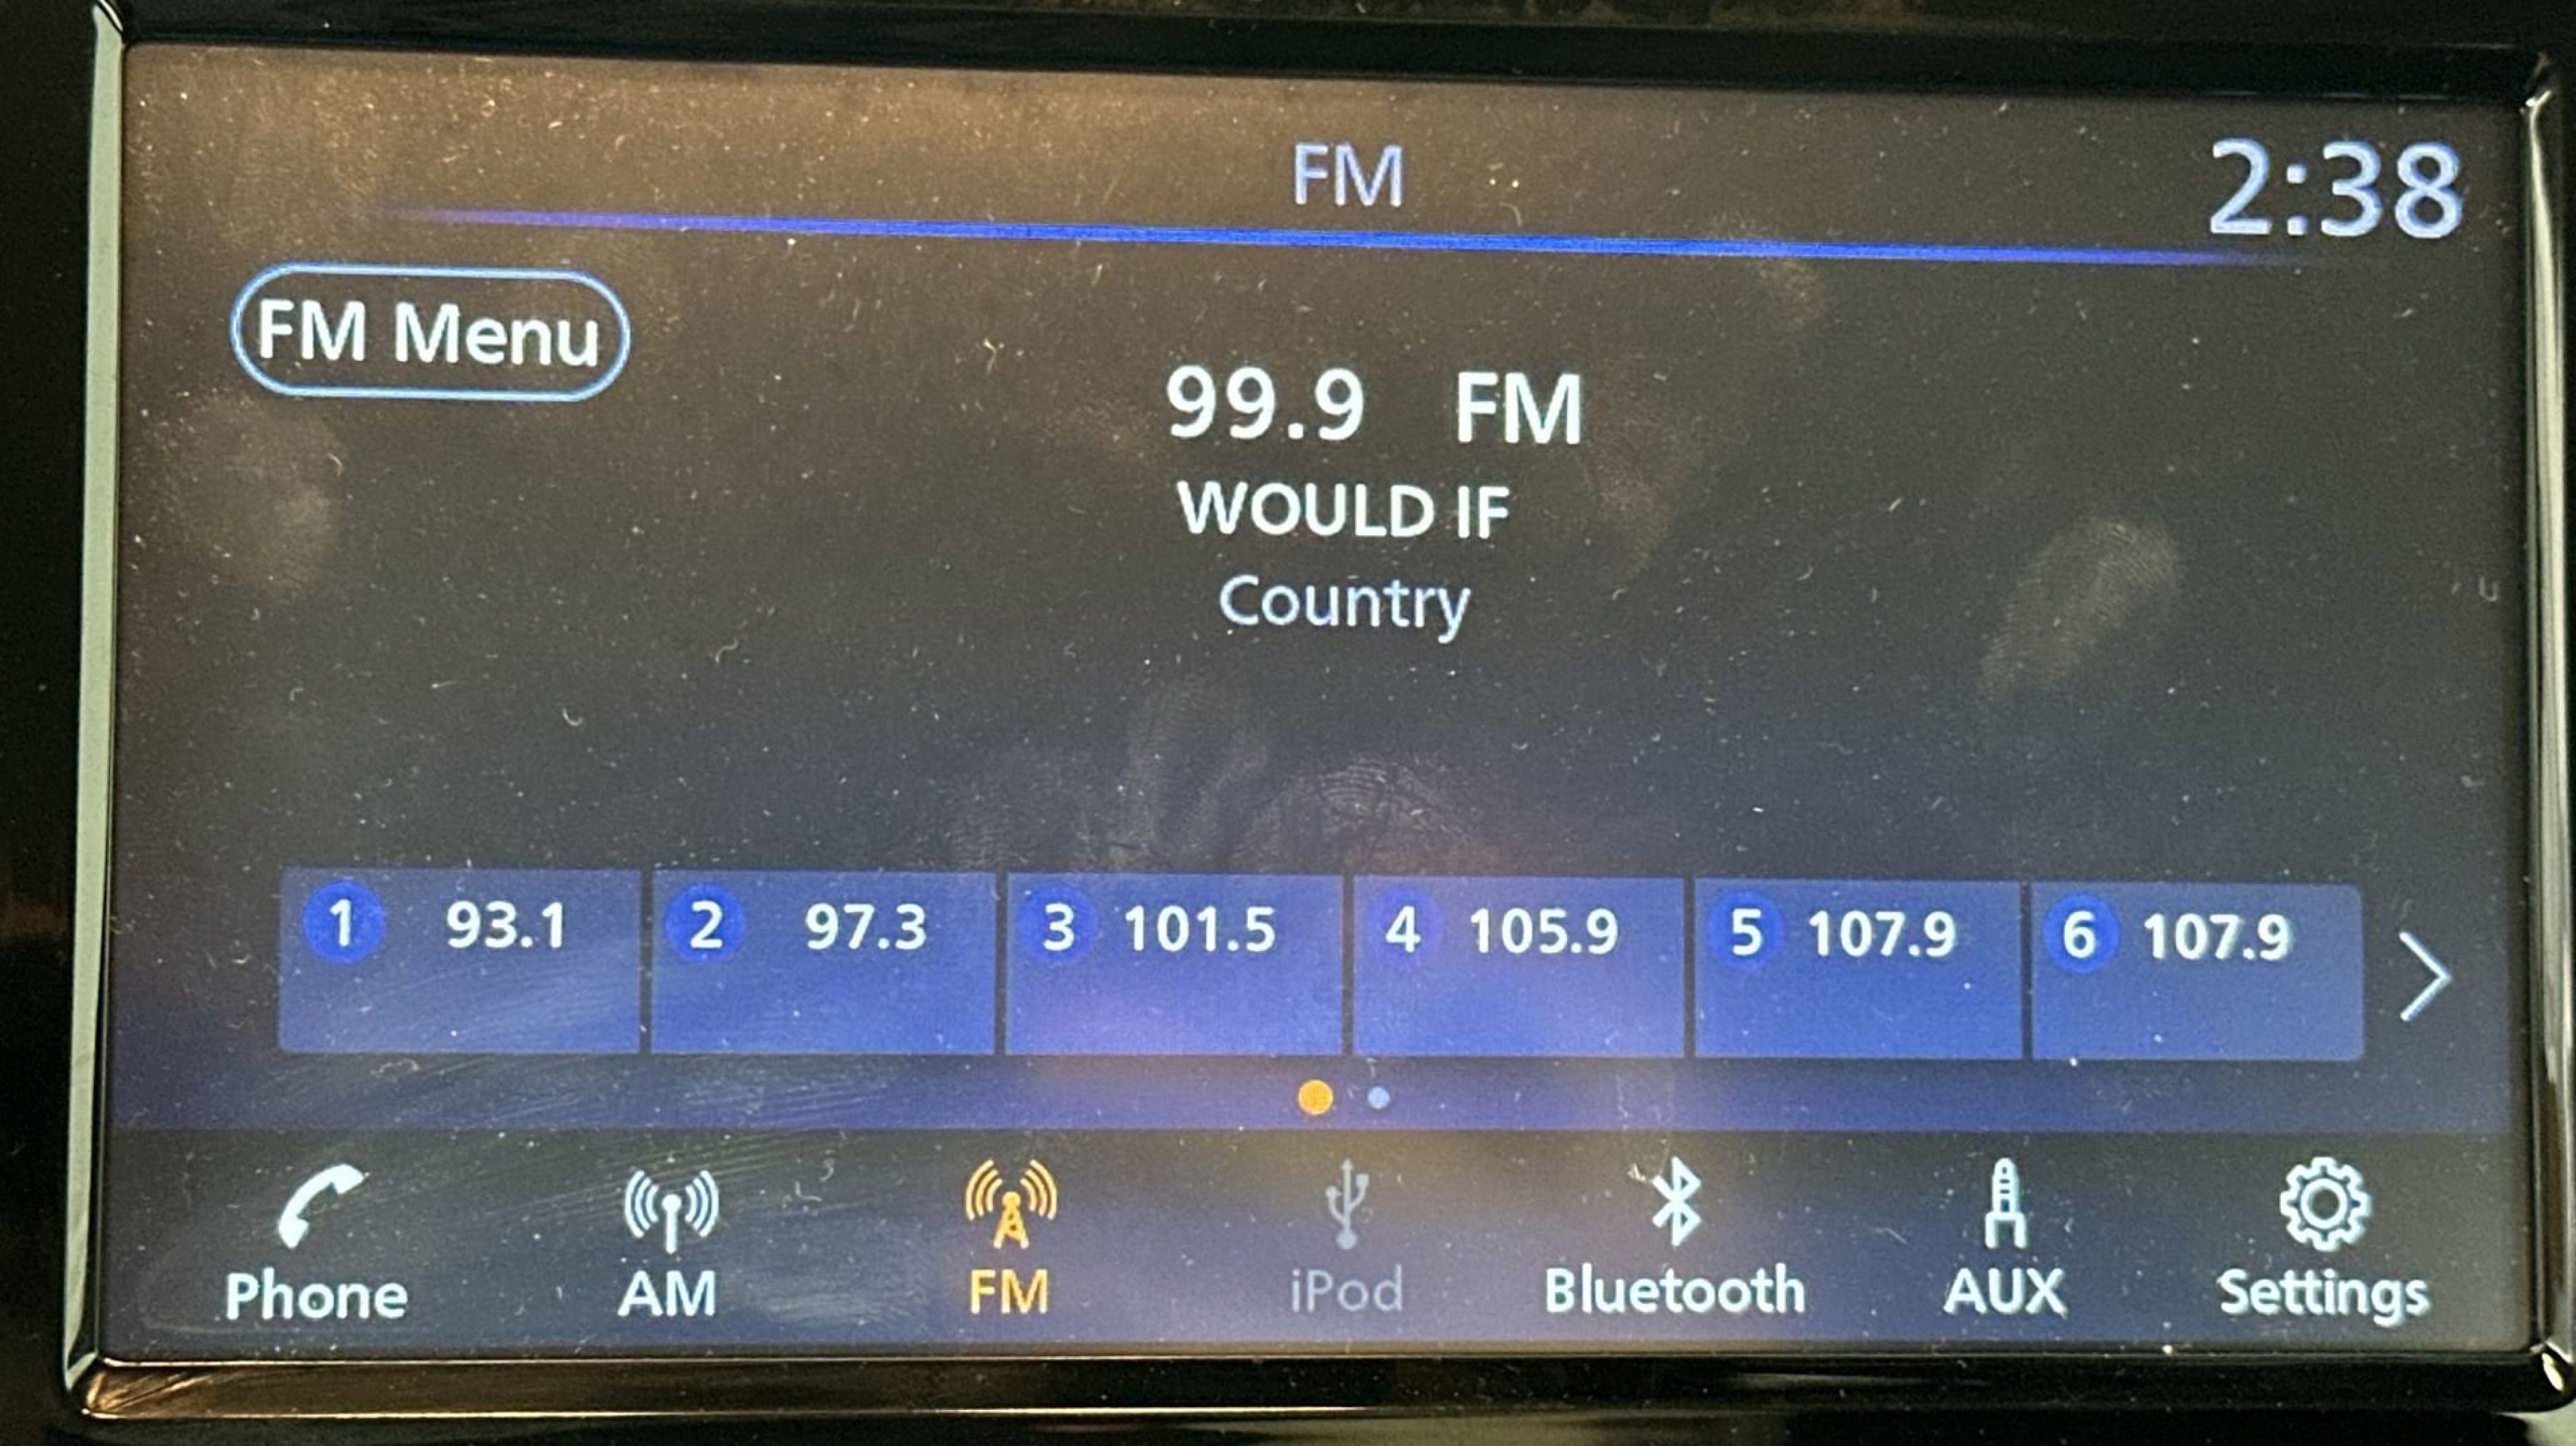 FM
2:38
FM Menu
99.9 FM
WOULD IF
Country
1 93.1 2 97.3 3 101.5 4 105.9 5 107.9 6 107.9
Phone AM FM iPod Bluetooth AUX Settings